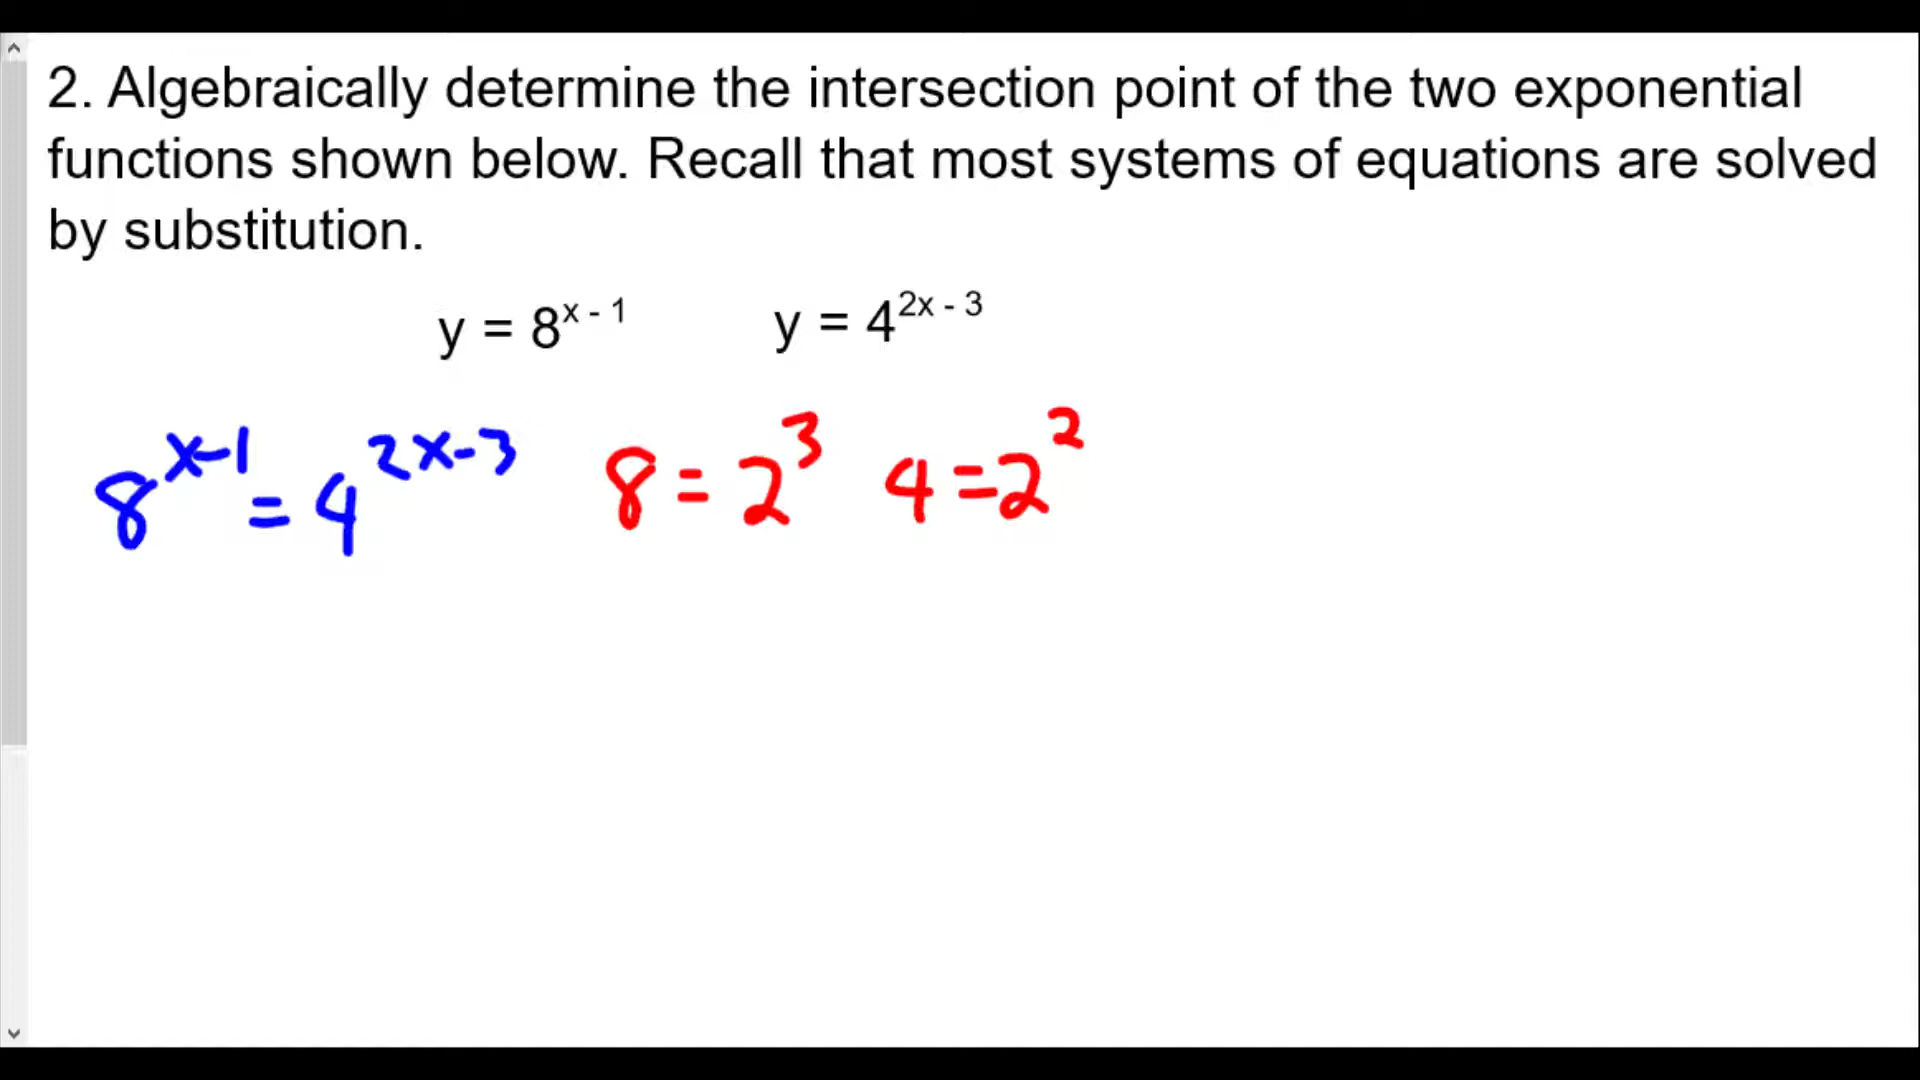 2. Algebraically determine the intersection point of the two exponential
functions shown below. Recall that most systems of equations are solved
by substitution.
y = 8^{x - 1} y = 4^{2x - 3}
8^{x-1} = 4^{2x-3} 8 = 2^3 4 = 2^2